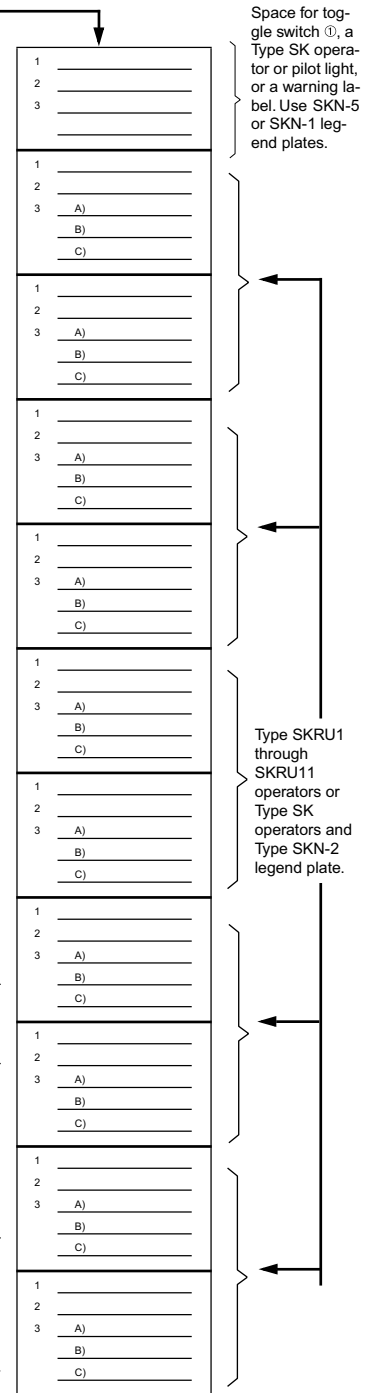 Space for tog-
gle switch ①, a
Type SK opera-
tor or pilot light,
or a warning la-
bel. Use SKN-5
or SKN-1 leg-
end plates.
1
2
3
1
2
3 A)
B)
C)
1
2
3 A)
B)
C)
1
2
3 A)
B)
C)
1
2
3 A)
B)
C)
1
2
3 A)
B)
C)
Type SKRU1
through
SKRU11
operators or
Type SK
operators and
Type SKN-2
legend plate.
1
2
3 A)
B)
C)
1
2
3 A)
B)
C)
1
2
3 A)
B)
C)
1
2
3 A)
B)
C)
1
2
3 A)
B)
C)